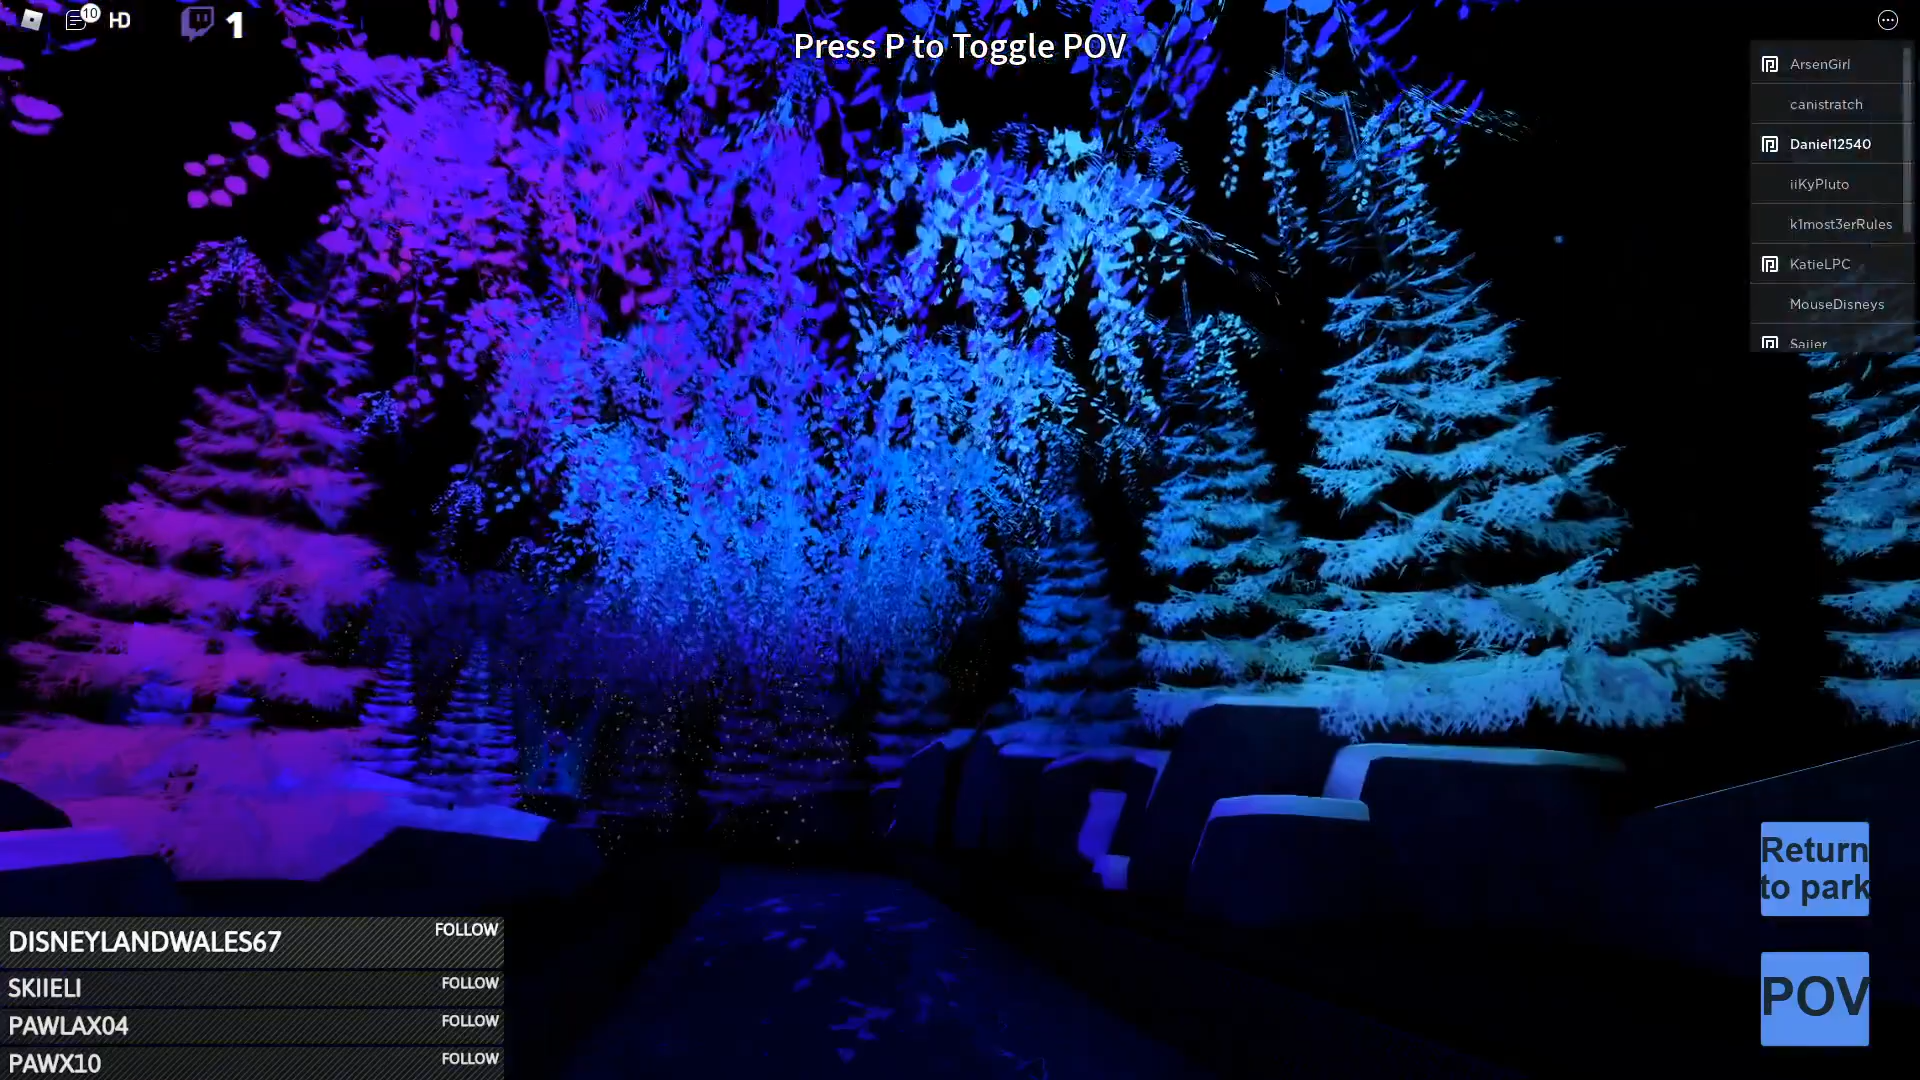 10
HD
1
Press P to Toggle POV
ArsenGirl
canistratch
Daniel12540
iiKyPluto
k1most3erRules
KatieLPC
MouseDisneys
Sailer
Return
to park
POV
DISNEYLANDWALES67 FOLLOW
SKIIELI FOLLOW
PAWLAX04 FOLLOW
PAWX10 FOLLOW